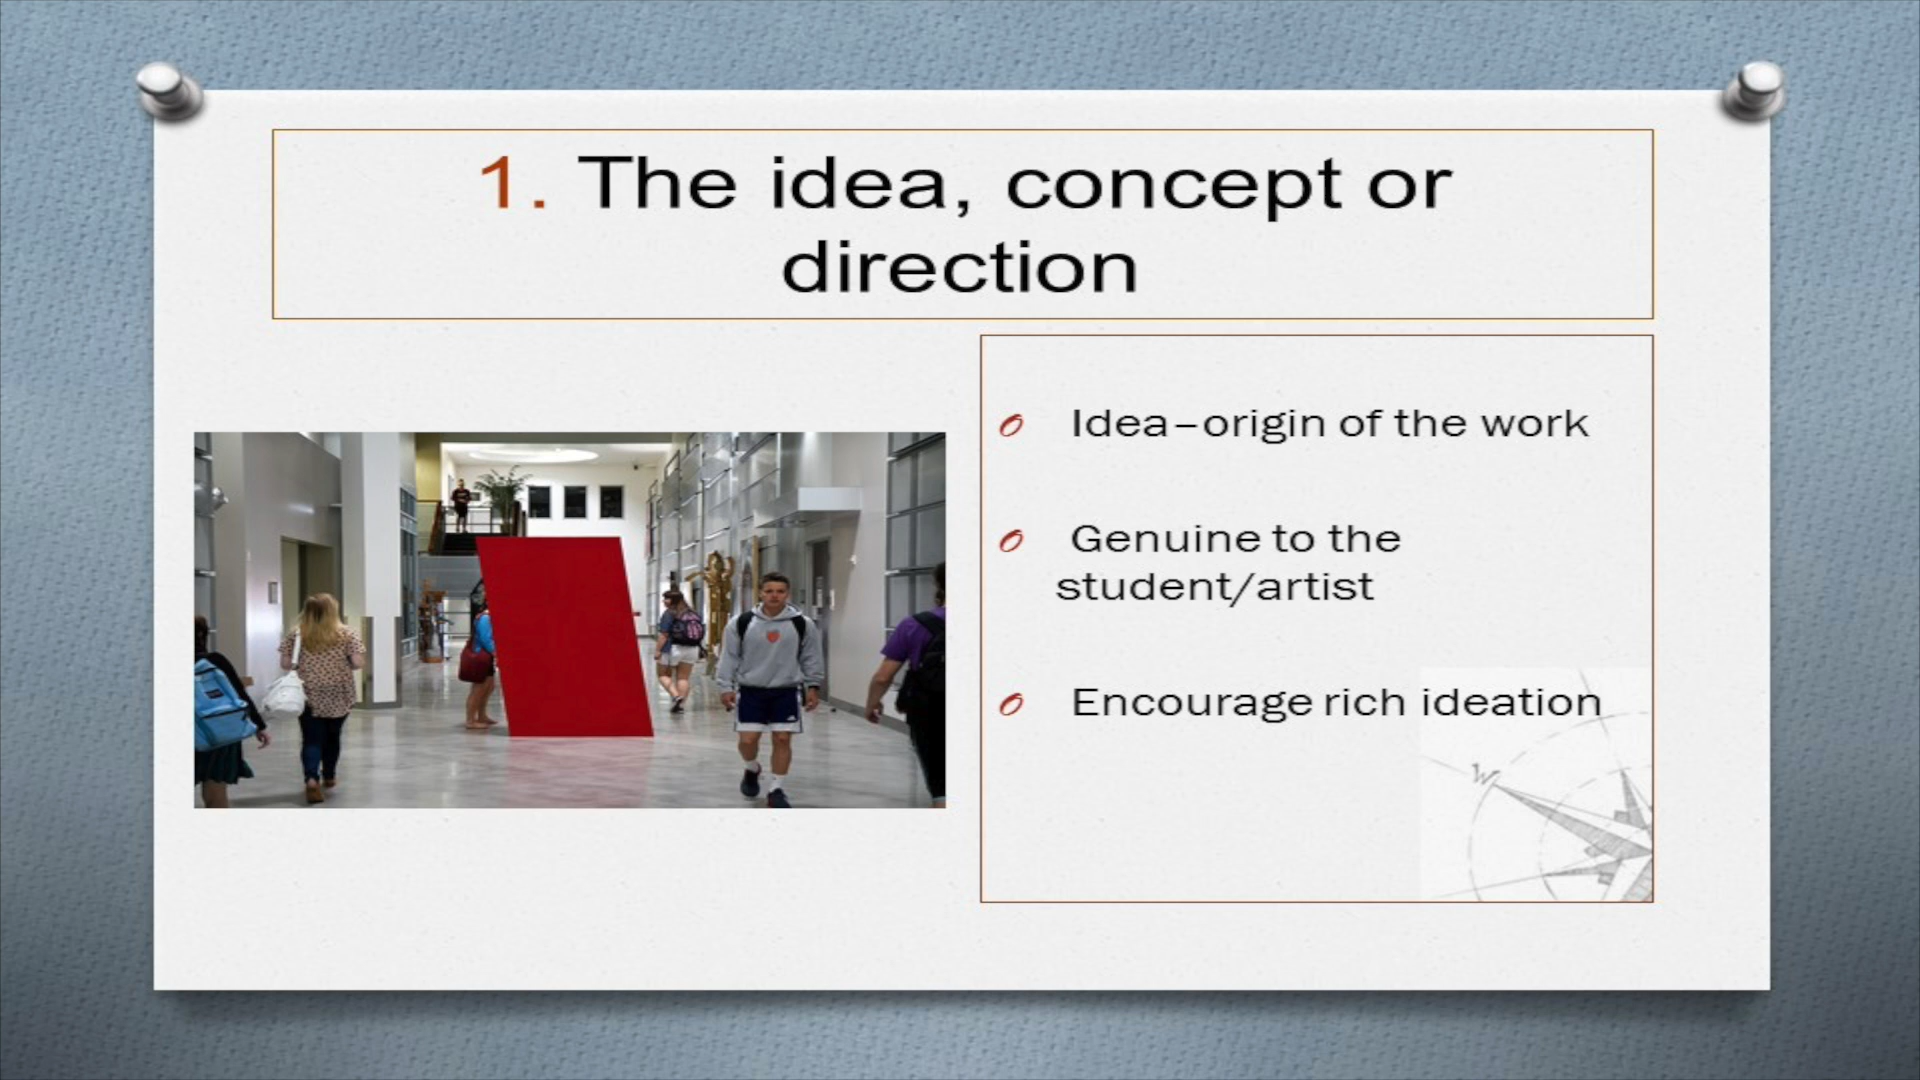 1. The idea, concept or
direction
Idea–origin of the work
Genuine to the
student/artist
Encourage rich ideation
W